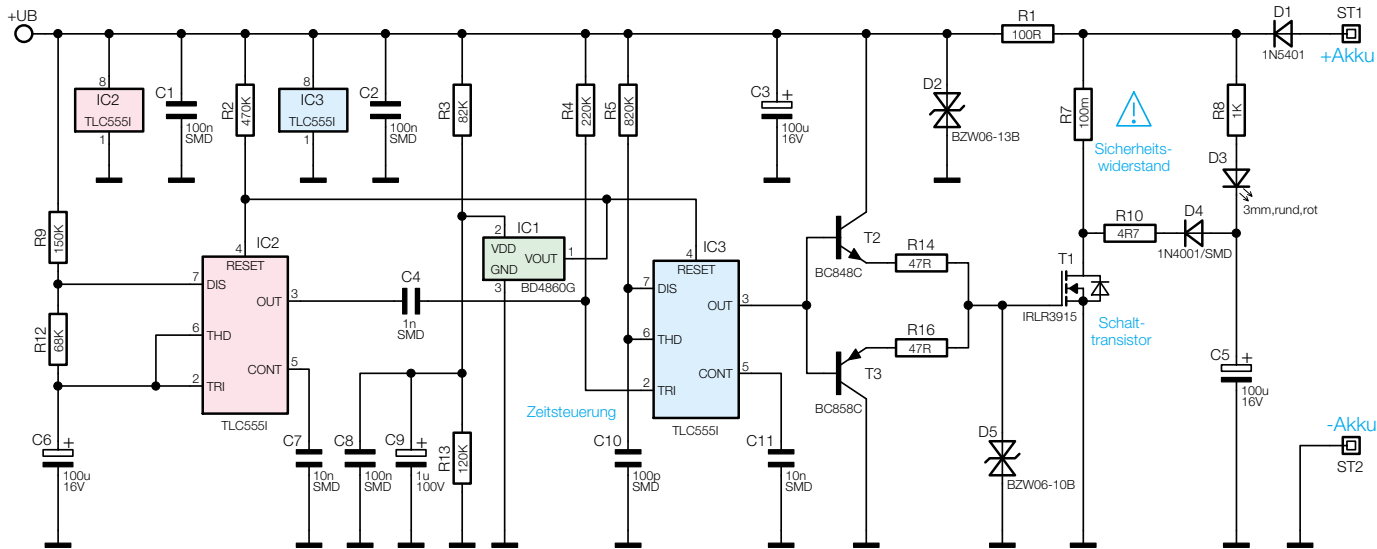 +UB
R1
100R
D1
1N5401
ST1
+Akku
8
IC2
TLC555I
1
C1
100n
SMD
R2
470K
8
IC3
TLC555I
1
C2
100n
SMD
R3
82K
R4
220K
R5
820K
C3
+
100u
16V
D2
BZW06-13B
R7
100m
Sicherheits-
widerstand
R8
1K
D3
3mm,rund,rot
R9
150K
R12
68K
C6
+
100u
16V
IC2
4
RESET
7
DIS
OUT
3
6
THD
CONT
5
2
TRI
TLC555I
C4
1n
SMD
IC1
2
VDD
VOUT
1
GND
3
BD4860G
C7
10n
SMD
C8
100n
SMD
C9
+
1u
100V
R13
120K
Zeitsteuerung
IC3
4
RESET
7
DIS
OUT
3
6
THD
CONT
5
2
TRI
TLC555I
C10
100p
SMD
C11
10n
SMD
T2
BC848C
R14
47R
R16
47R
T3
BC858C
D5
BZW06-10B
R10
4R7
D4
1N4001/SMD
T1
IRLR3915
Schalt-
transistor
C5
+
100u
16V
-Akku
ST2